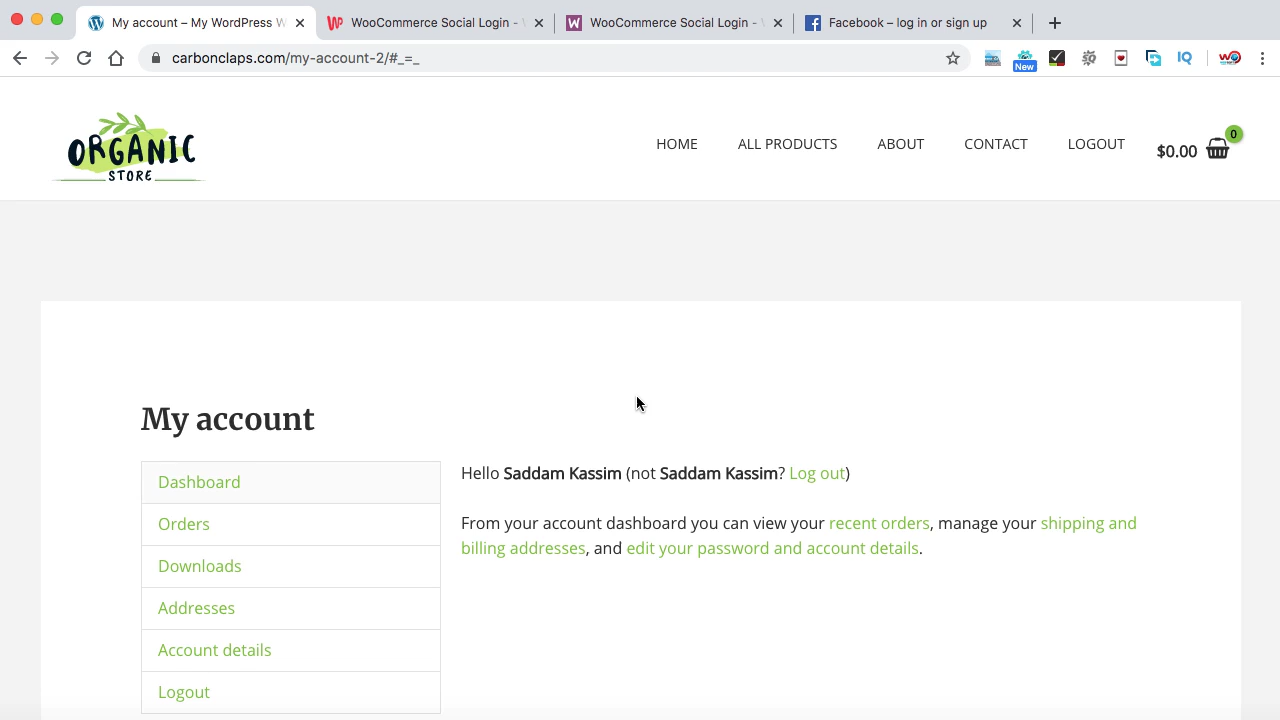 My account – My WordPress W
WooCommerce Social Login -
WooCommerce Social Login -
Facebook – log in or sign up
carbonclaps.com/my-account-2/#_=_
New
IQ
ORGANIC
STORE
HOME
ALL PRODUCTS
ABOUT
CONTACT
LOGOUT
$0.00
0
My account
Dashboard
Orders
Downloads
Addresses
Account details
Logout
Hello Saddam Kassim (not Saddam Kassim? Log out)
From your account dashboard you can view your recent orders, manage your shipping and
billing addresses, and edit your password and account details.